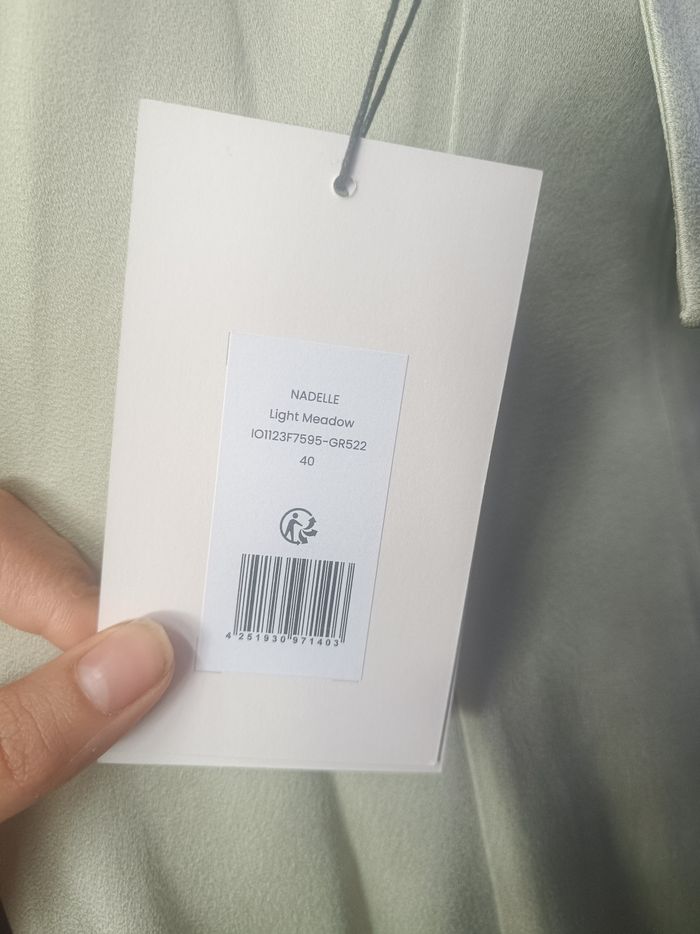 NADELLE
Light Meadow
IO1123F7595-GR522
40
4 251930 971403